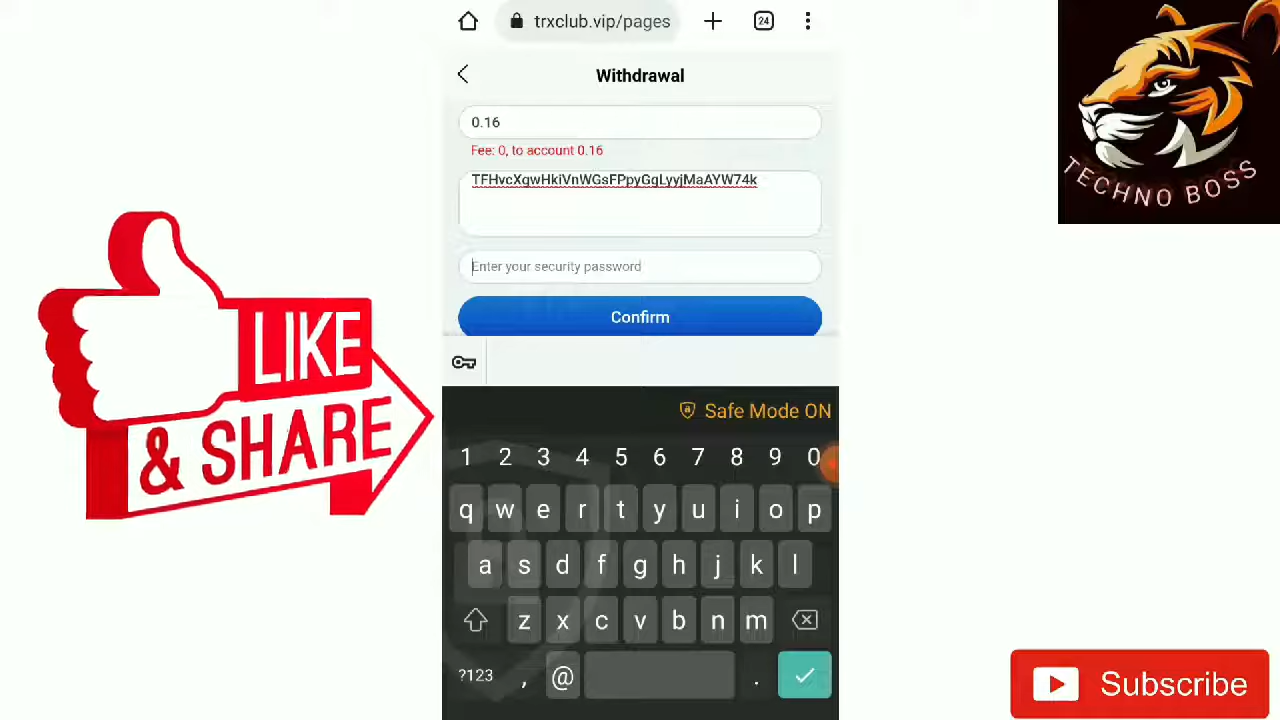 trxclub.vip/pages
24
Withdrawal
0.16
Fee: 0, to account 0.16
TFHvcXgwHkiVnWGsFPpyGgLyyjMaAYW74k
Enter your security password
Confirm
Safe Mode ON
1 2 3 4 5 6 7 8 9 0
q w e r t y u i o p
a s d f g h j k l
z x c v b n m
?123 , @ .
LIKE
& SHARE
TECHNO BOSS
Subscribe